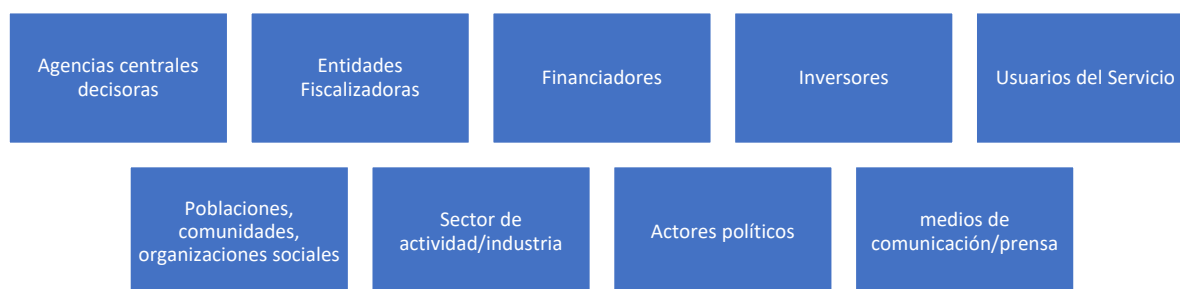 Agencias centrales
decisoras
Entidades
Fiscalizadoras
Financiadores
Inversores
Usuarios del Servicio
Poblaciones,
comunidades,
organizaciones sociales
Sector de
actividad/industria
Actores políticos
medios de
comunicación/prensa